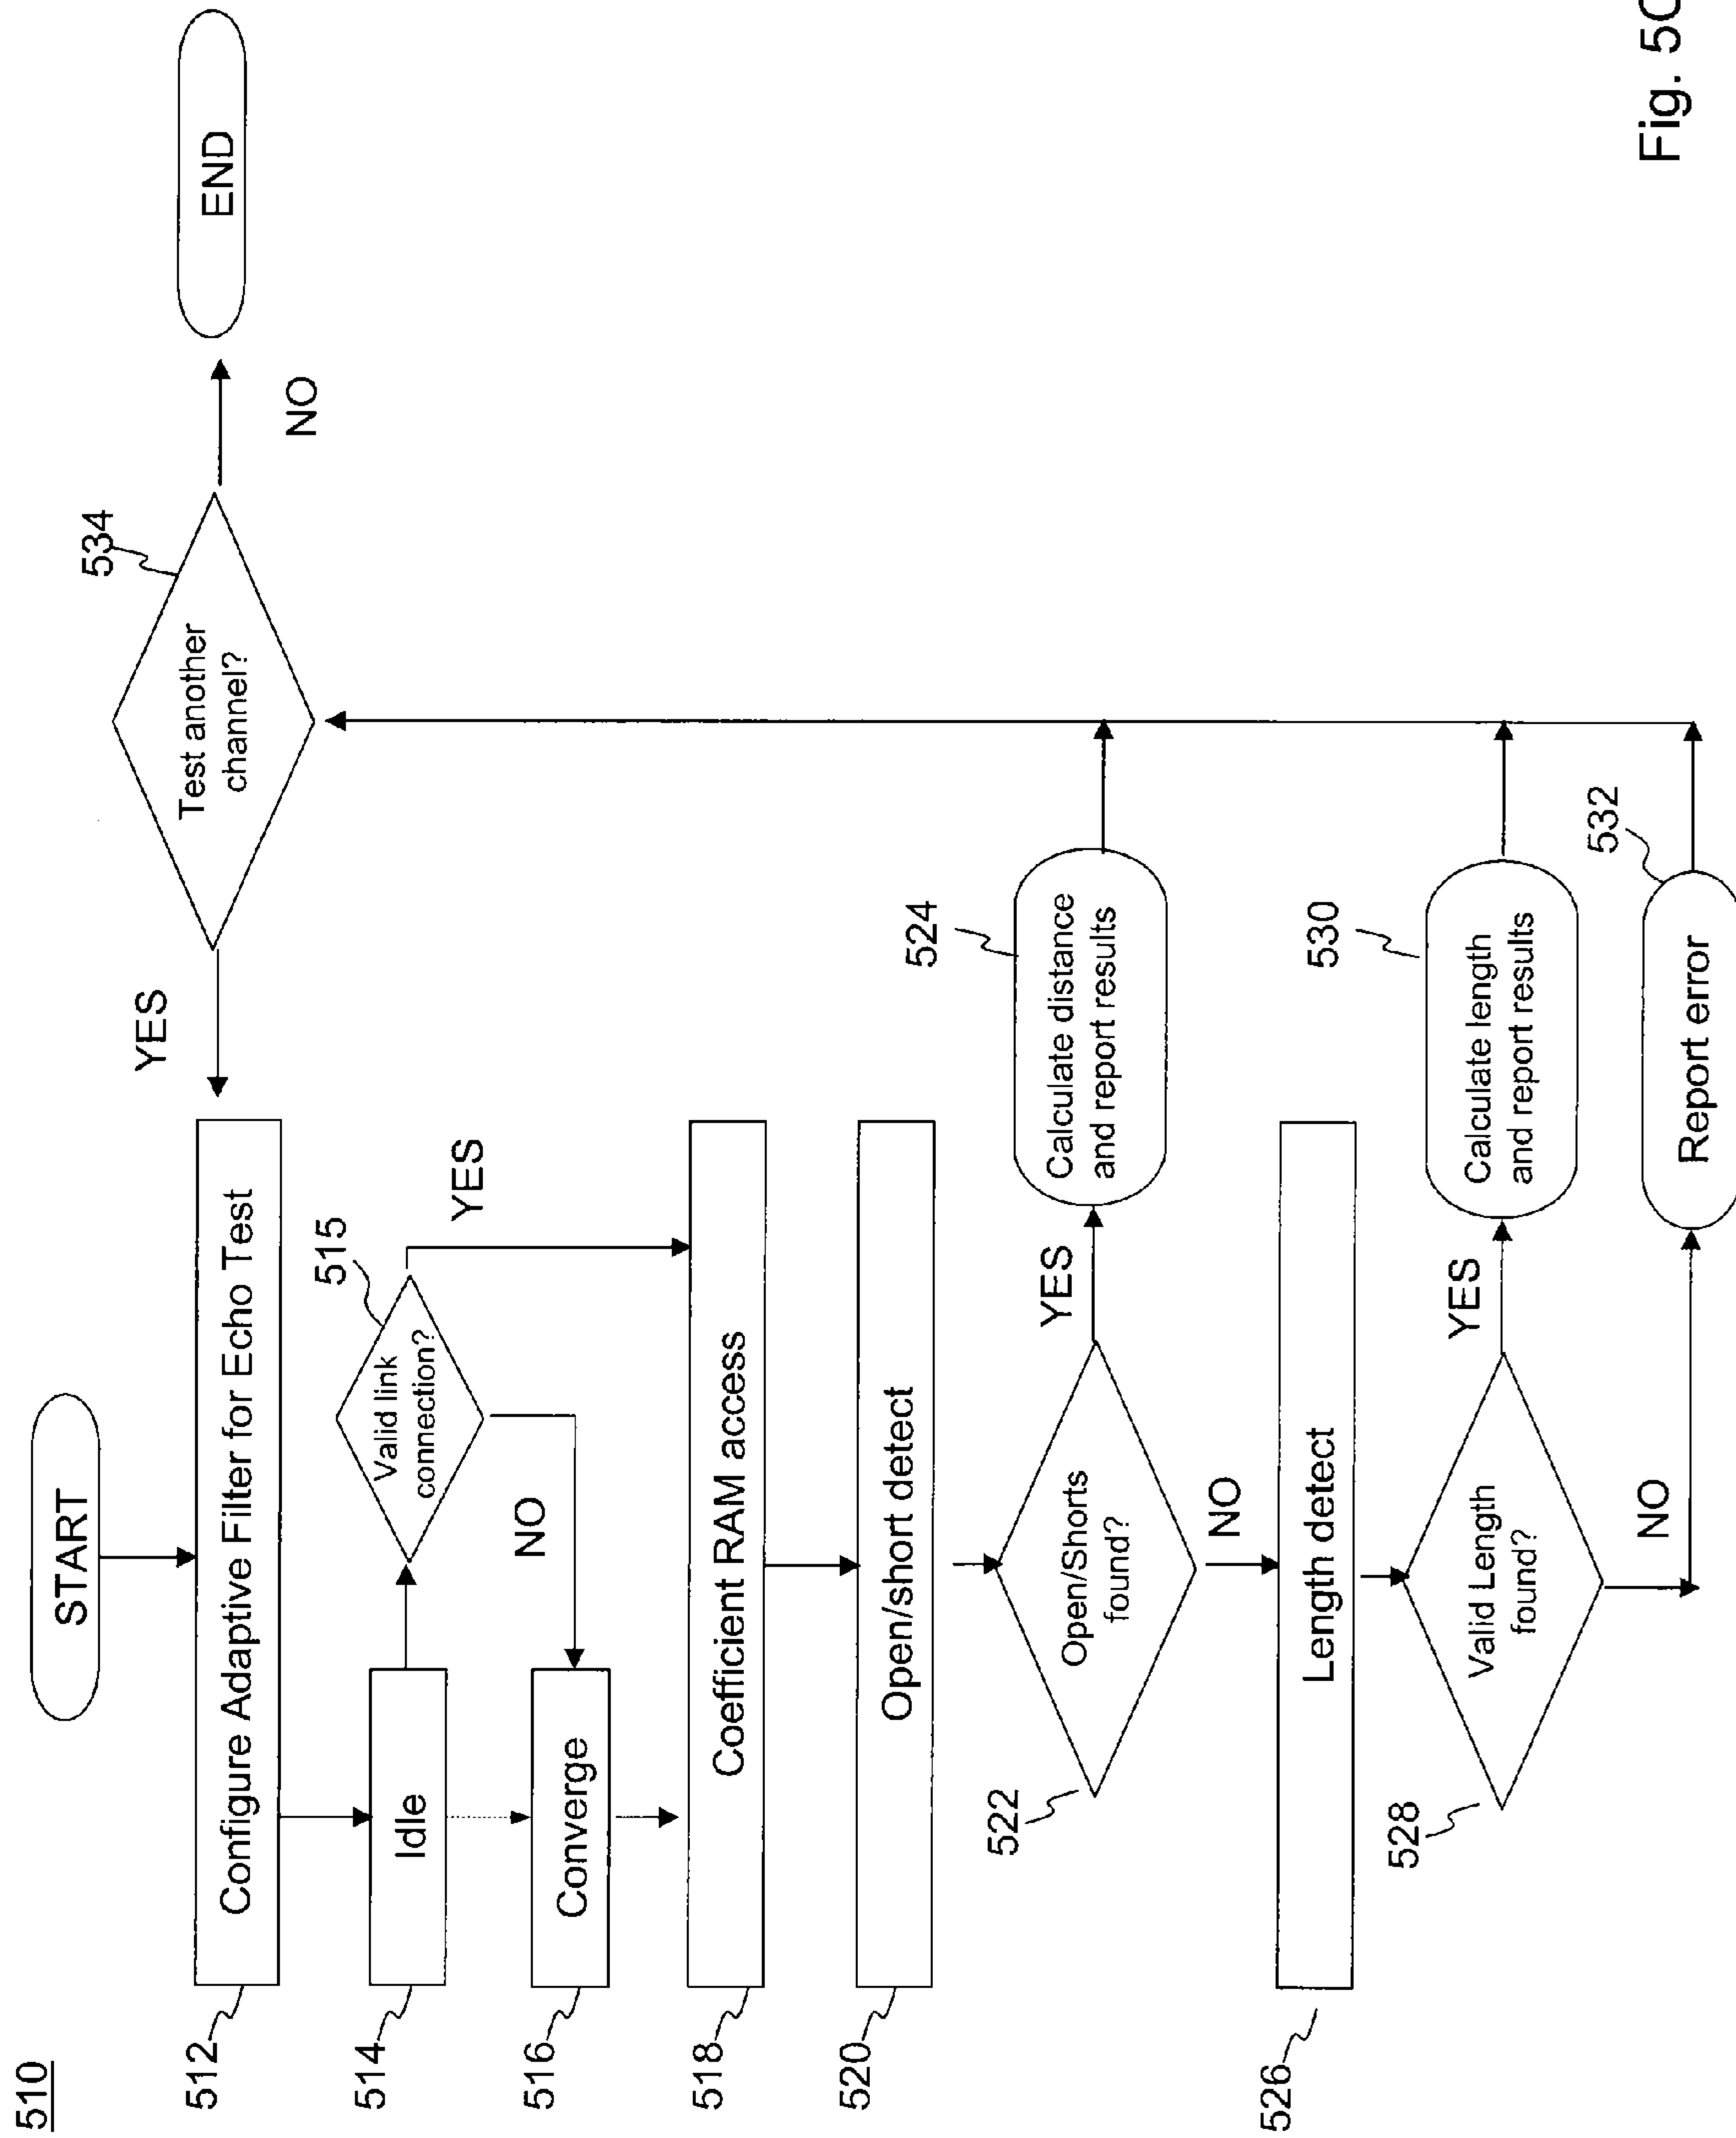 510
START
END
534
Test another
channel?
YES
NO
512
Configure Adaptive Filter for Echo Test
514
Idle
515
Valid link
connection?
YES
NO
516
Converge
518
Coefficient RAM access
520
Open/short detect
522
Open/Shorts
found?
YES
524
Calculate distance
and report results
NO
526
Length detect
528
Valid Length
found?
YES
530
Calculate length
and report results
NO
532
Report error